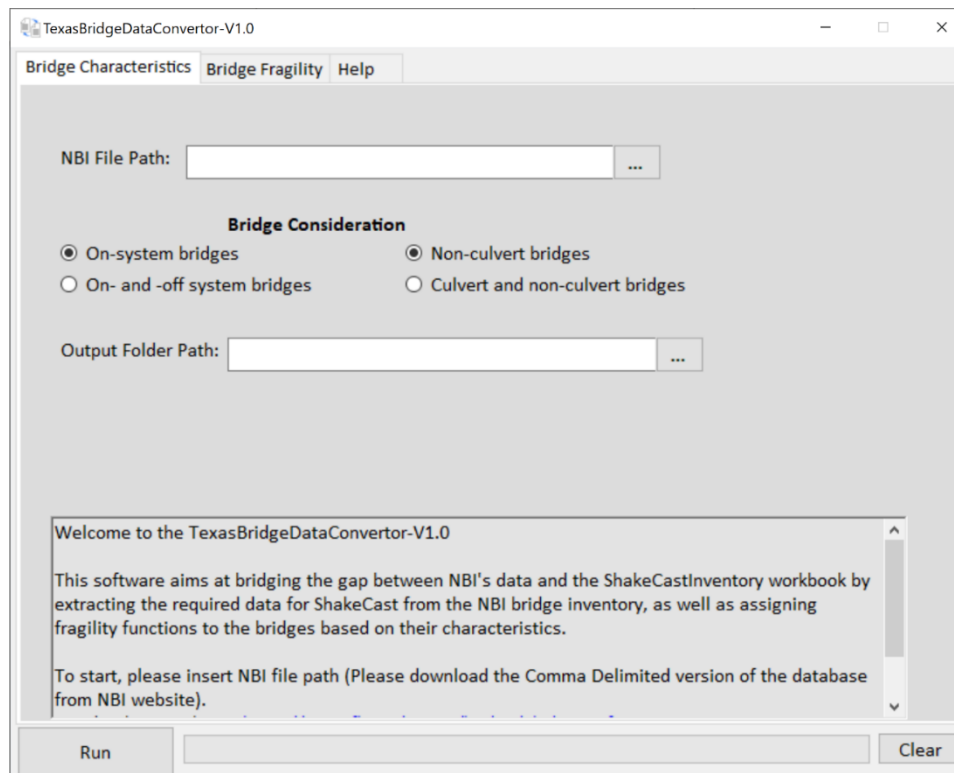 TexasBridgeDataConvertor-V1.0
Bridge Characteristics Bridge Fragility Help
NBI File Path: ...
Bridge Consideration
On-system bridges Non-culvert bridges
On- and -off system bridges Culvert and non-culvert bridges
Output Folder Path: ...
Welcome to the TexasBridgeDataConvertor-V1.0
This software aims at bridging the gap between NBI's data and the ShakeCastInventory workbook by
extracting the required data for ShakeCast from the NBI bridge inventory, as well as assigning
fragility functions to the bridges based on their characteristics.
To start, please insert NBI file path (Please download the Comma Delimited version of the database
from NBI website).
Run Clear